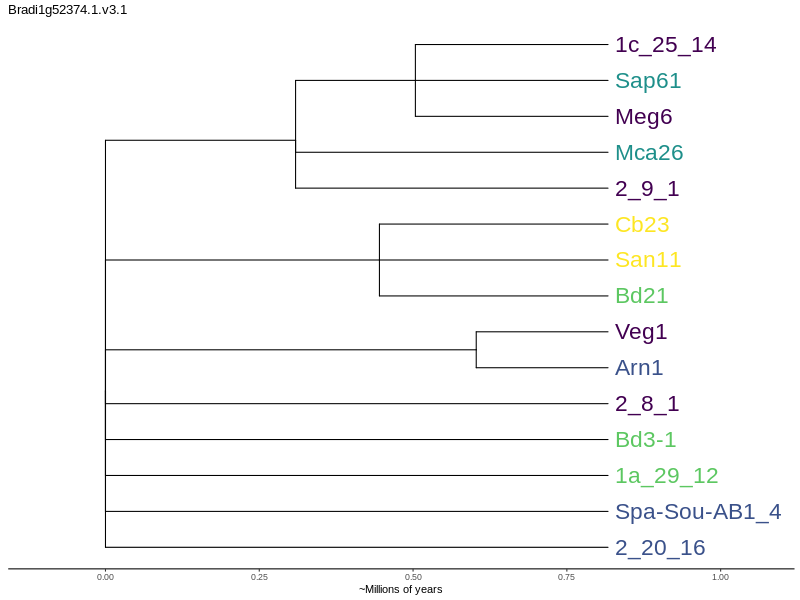 Bradi1g52374.1.v3.1
1c_25_14
Sap61
Meg6
Mca26
2_9_1
Cb23
San11
Bd21
Veg1
Arn1
2_8_1
Bd3-1
1a_29_12
Spa-Sou-AB1_4
2_20_16
0.00 0.25 0.50 0.75 1.00
~Millions of years